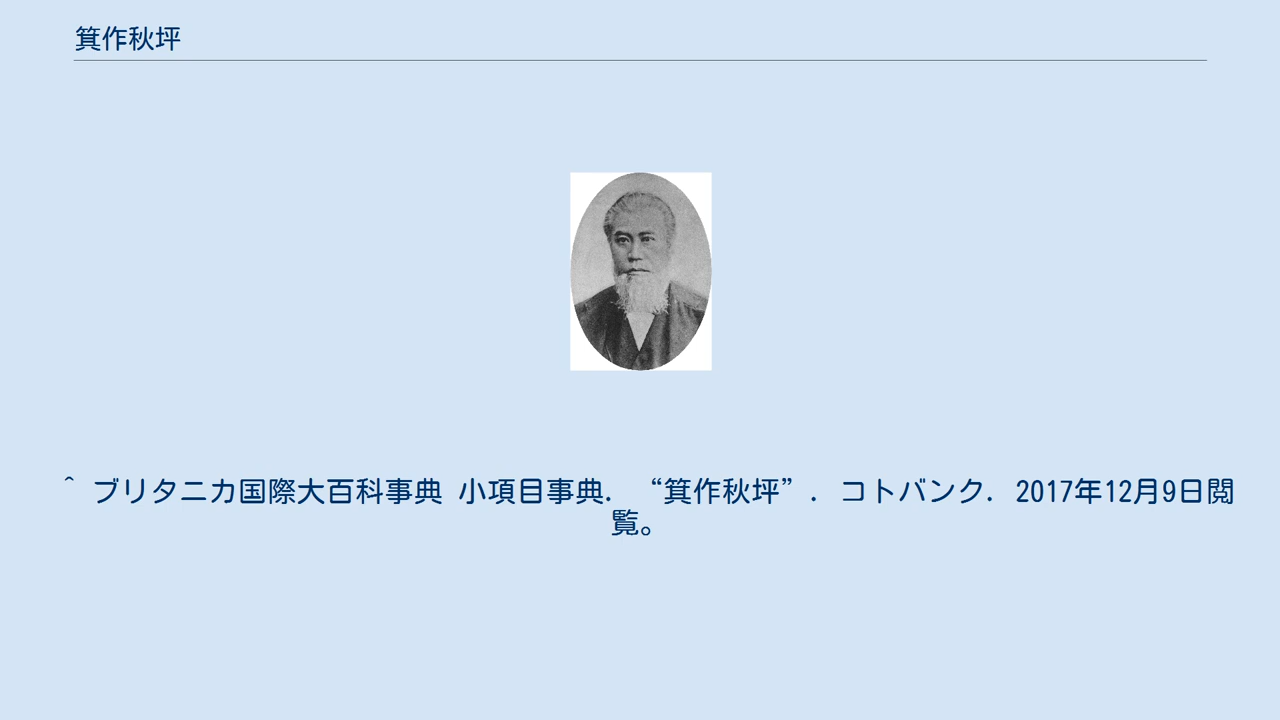 箕作秋坪
^ ブリタニカ国際大百科事典 小項目事典. “箕作秋坪”. コトバンク. 2017年12月9日閲
覧。